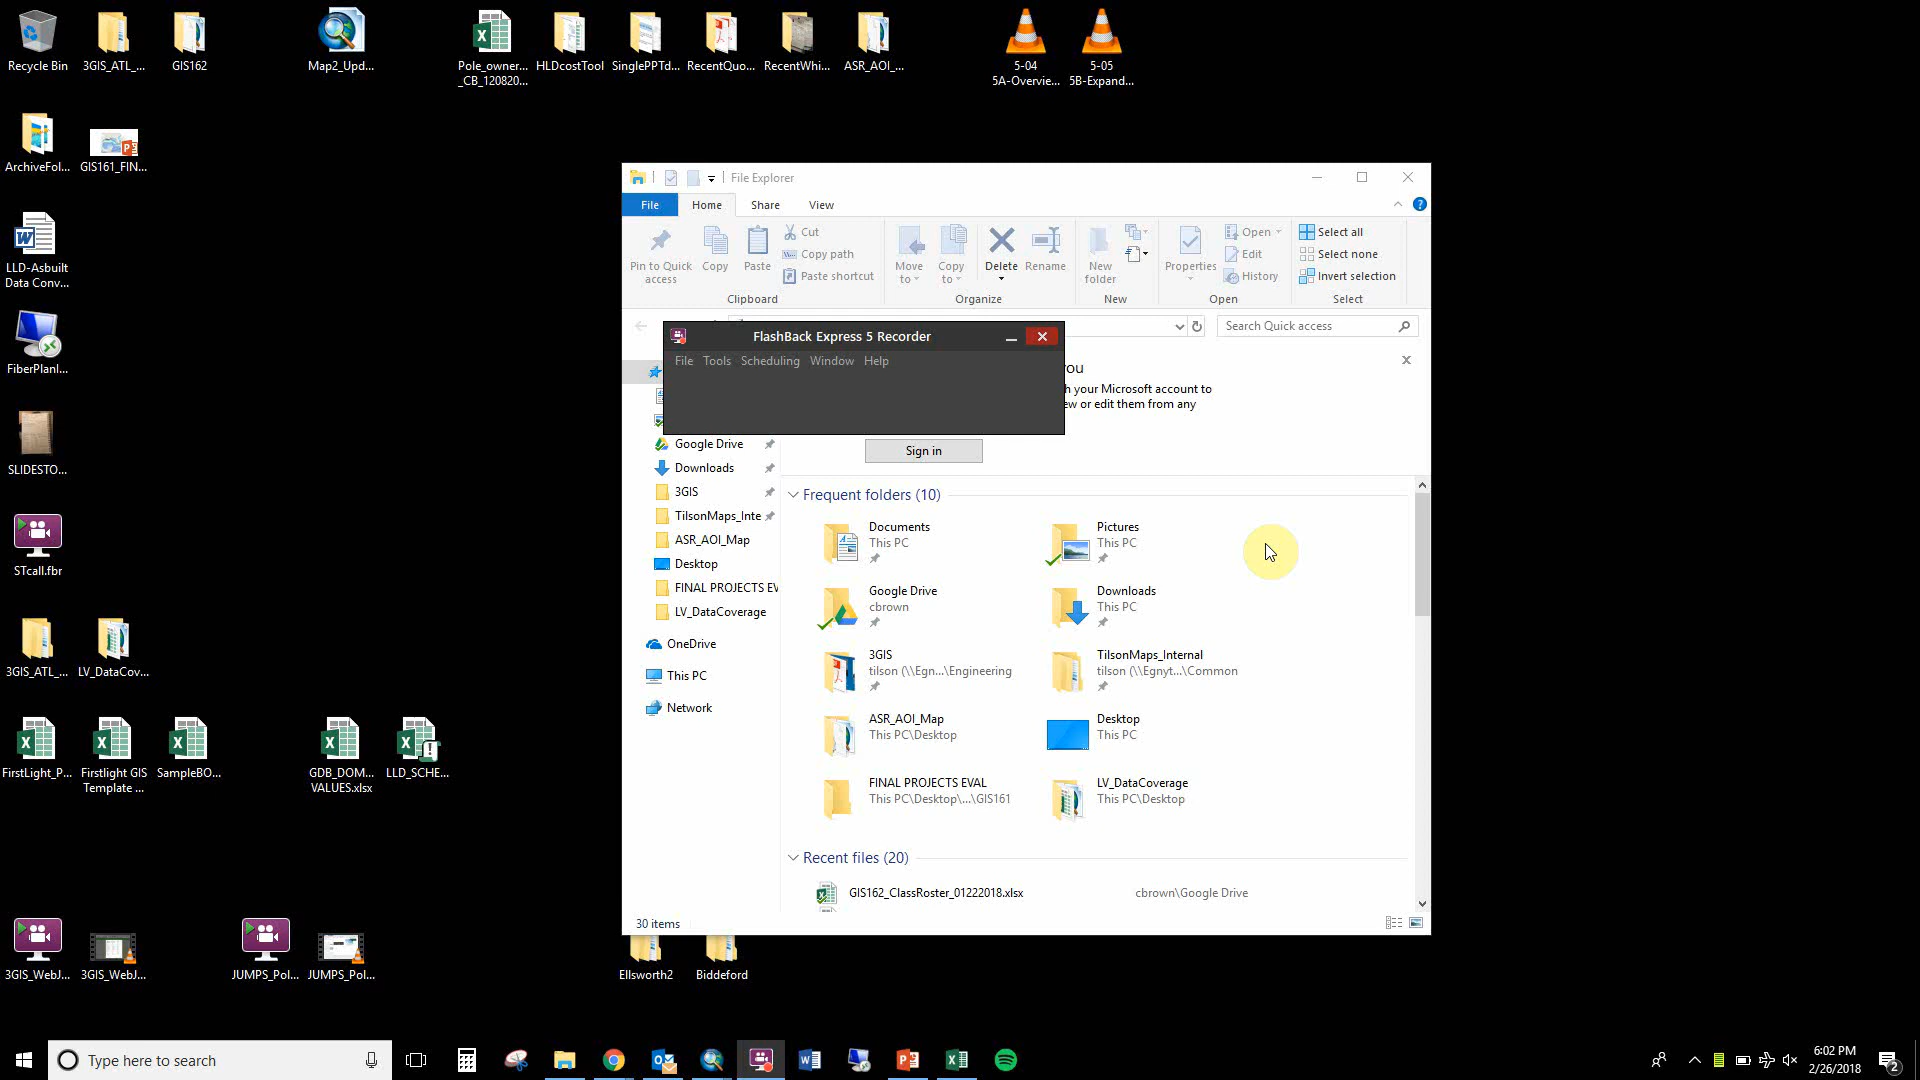 Recycle Bin
3GIS_ATL_...
GIS162
Map2_Upd...
Pole_owner...
_CB_120820...
HLDcostTool
SinglePPTd...
RecentQuo...
RecentWhi...
ASR_AOI_...
5-04
5A-Overvie...
5-05
5B-Expand...
ArchiveFol...
GIS161_FIN...
LLD-Asbuilt
Data Conv...
FiberPlanI...
SLIDESTO...
STcall.fbr
3GIS_ATL_...
LV_DataCov...
FirstLight_P...
Firstlight GIS
Template ...
SampleBO...
GDB_DOM...
VALUES.xlsx
LLD_SCHE...
3GIS_WebJ...
3GIS_WebJ...
JUMPS_Pol...
JUMPS_Pol...
Ellsworth2
Biddeford
File Explorer
File
Home
Share
View
Pin to Quick
access
Copy
Paste
Cut
Copy path
Paste shortcut
Clipboard
Move
to
Copy
to
Delete
Rename
Organize
New
folder
New
Properties
Open
Edit
History
Open
Select all
Select none
Invert selection
Select
Search Quick access
FlashBack Express 5 Recorder
File Tools Scheduling Window Help
you
h your Microsoft account to
ew or edit them from any
Sign in
Google Drive
Downloads
3GIS
TilsonMaps_Inte
ASR_AOI_Map
Desktop
FINAL PROJECTS EV
LV_DataCoverage
OneDrive
This PC
Network
Frequent folders (10)
Documents
This PC
Pictures
This PC
Google Drive
cbrown
Downloads
This PC
3GIS
tilson (\\Egn...\Engineering
TilsonMaps_Internal
tilson (\\Egnyt...\Common
ASR_AOI_Map
This PC\Desktop
Desktop
This PC
FINAL PROJECTS EVAL
This PC\Desktop\...\GIS161
LV_DataCoverage
This PC\Desktop
Recent files (20)
GIS162_ClassRoster_01222018.xlsx
cbrown\Google Drive
30 items
Type here to search
6:02 PM
2/26/2018
2